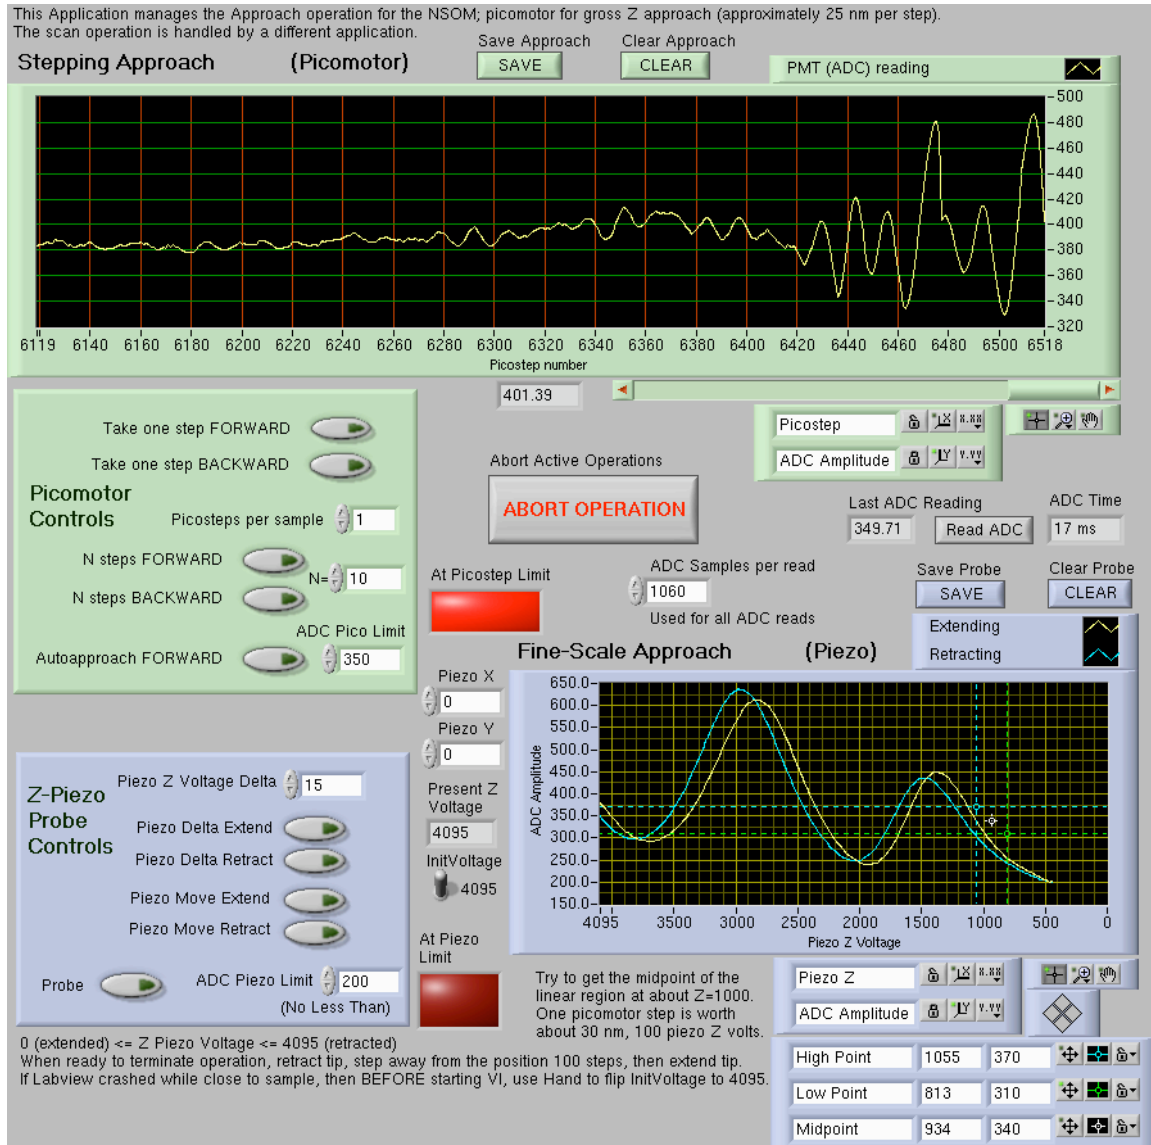 This Application manages the Approach operation for the NSOM; picomotor for gross Z approach (approximately 25 nm per step).
The scan operation is handled by a different application.
Save Approach Clear Approach
Stepping Approach (Picomotor) SAVE CLEAR PMT (ADC) reading
500
480
460
440
420
400
380
360
340
320
6119 6140 6160 6180 6200 6220 6240 6260 6280 6300 6320 6340 6360 6380 6400 6420 6440 6460 6480 6500 6518
Picostep number
401.39
Picostep X.XX
ADC Amplitude Y.YY
Take one step FORWARD
Take one step BACKWARD
Picomotor
Controls
Picosteps per sample 1
N steps FORWARD
N= 10
N steps BACKWARD
ADC Pico Limit
Autoapproach FORWARD 350
Abort Active Operations
ABORT OPERATION
Last ADC Reading ADC Time
349.71 Read ADC 17 ms
At Picostep Limit
ADC Samples per read
1060
Used for all ADC reads
Save Probe Clear Probe
SAVE CLEAR
Extending
Retracting
Fine-Scale Approach (Piezo)
Piezo X
0
Piezo Y
0
Present Z
Voltage
4095
InitVoltage
4095
At Piezo
Limit
ADC Amplitude
650.0
600.0
550.0
500.0
450.0
400.0
350.0
300.0
250.0
200.0
150.0
4095 3500 3000 2500 2000 1500 1000 500 0
Piezo Z Voltage
Z-Piezo
Probe
Controls
Piezo Z Voltage Delta 15
Piezo Delta Extend
Piezo Delta Retract
Piezo Move Extend
Piezo Move Retract
Probe ADC Piezo Limit 200
(No Less Than)
Try to get the midpoint of the
linear region at about Z=1000.
One picomotor step is worth
about 30 nm, 100 piezo Z volts.
Piezo Z X.XX
ADC Amplitude Y.YY
0 (extended) <= Z Piezo Voltage <= 4095 (retracted)
When ready to terminate operation, retract tip, step away from the position 100 steps, then extend tip.
If Labview crashed while close to sample, then BEFORE starting VI, use Hand to flip InitVoltage to 4095.
High Point 1055 370
Low Point 813 310
Midpoint 934 340